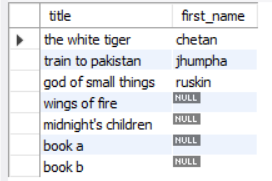 title first_name
the white tiger chetan
train to pakistan jhumpha
god of small things ruskin
wings of fire NULL
midnight's children NULL
book a NULL
book b NULL